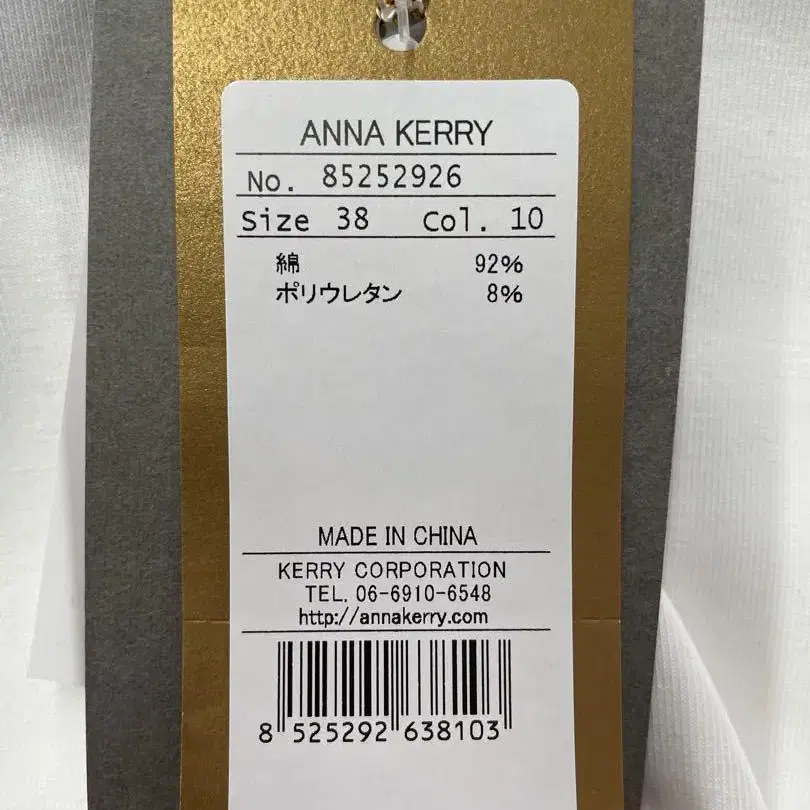 ANNA KERRY
No. 85252926
Size 38 Col. 10
綿 92%
ポリウレタン 8%
MADE IN CHINA
KERRY CORPORATION
TEL. 06-6910-6548
http://annakerry.com
8 525292 638103